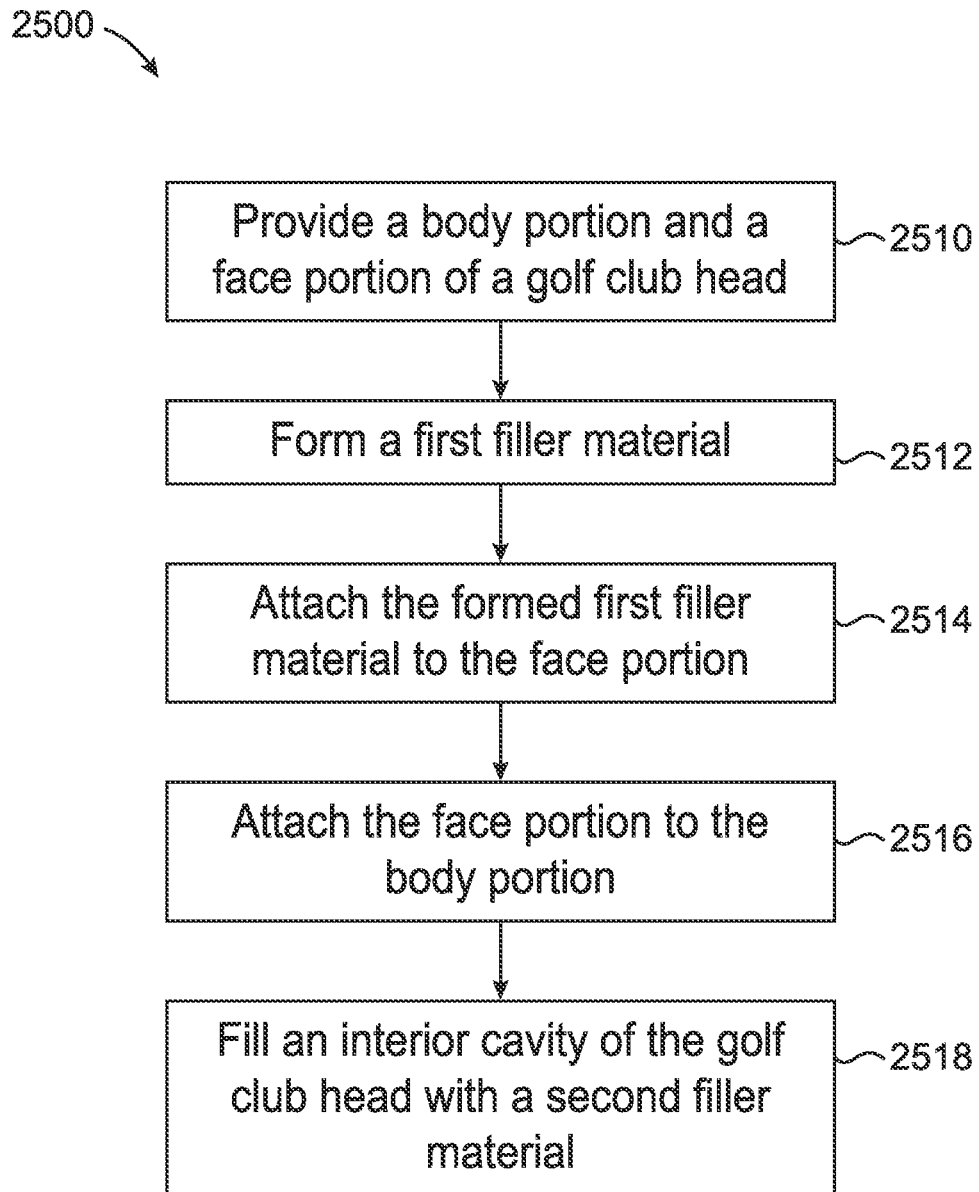 2500
Provide a body portion and a
face portion of a golf club head
2510
Form a first filler material
2512
Attach the formed first filler
material to the face portion
2514
Attach the face portion to the
body portion
2516
Fill an interior cavity of the golf
club head with a second filler
material
2518